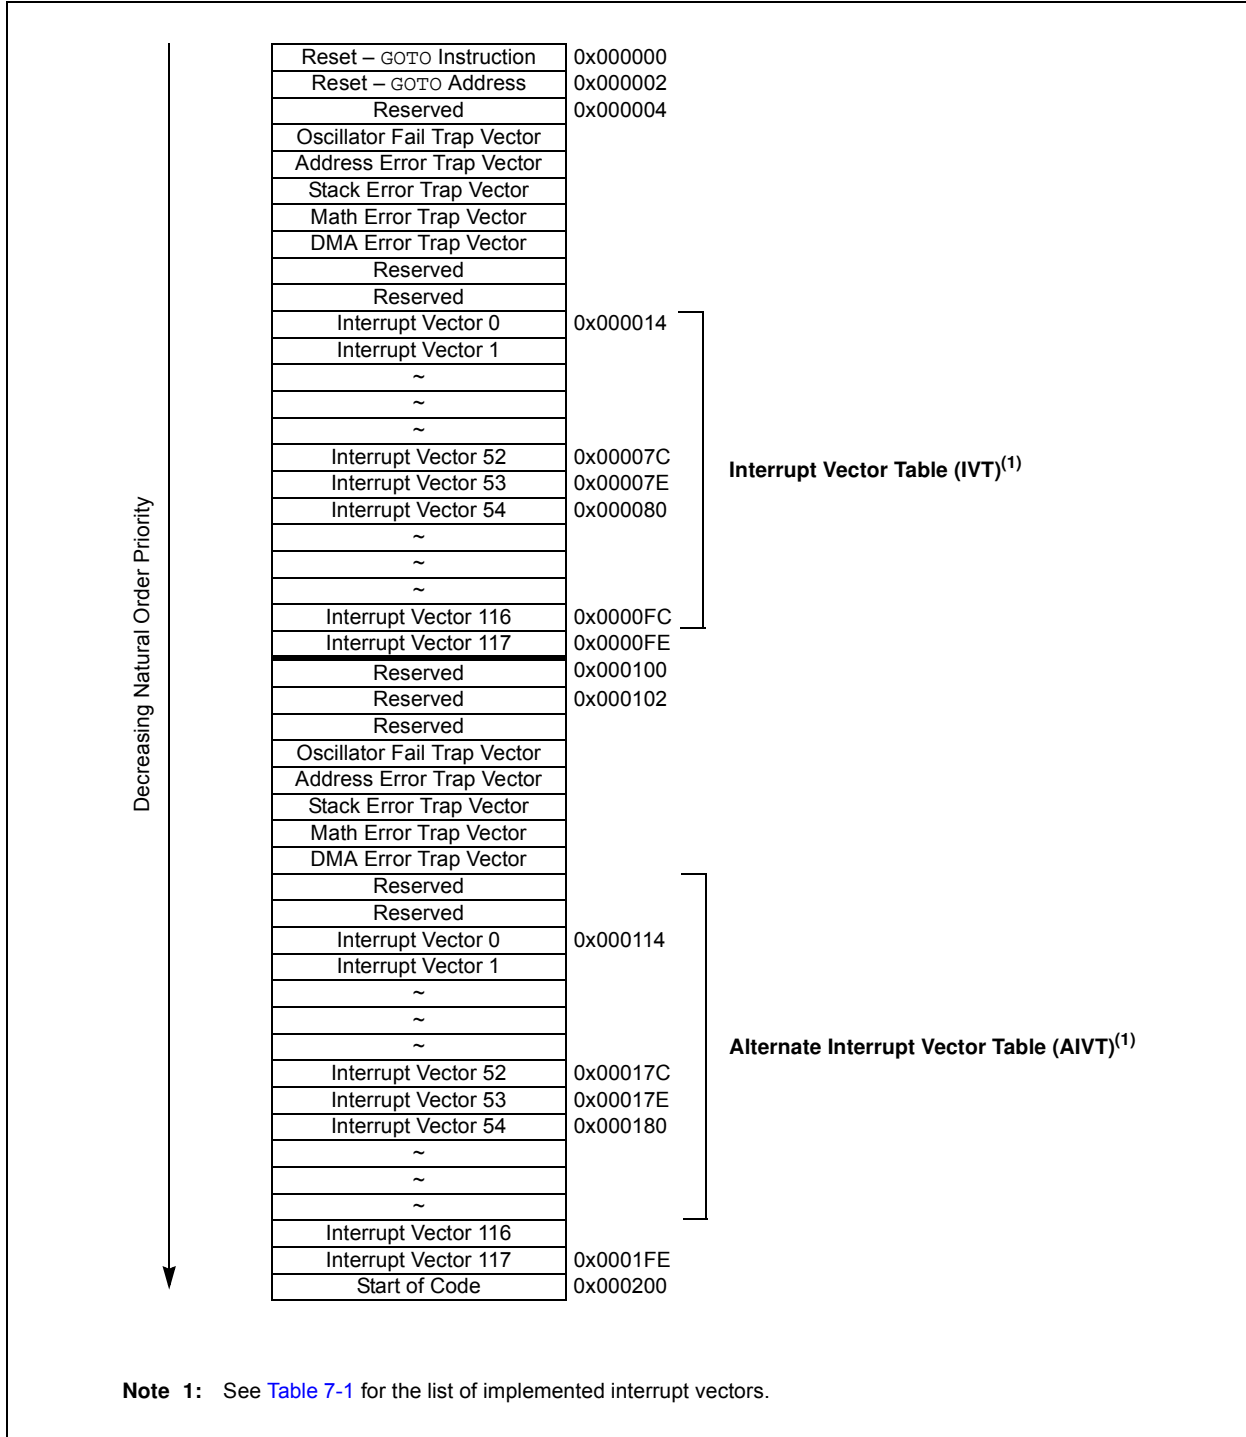 Reset – GOTO Instruction 0x000000
Reset – GOTO Address 0x000002
Reserved 0x000004
Oscillator Fail Trap Vector
Address Error Trap Vector
Stack Error Trap Vector
Math Error Trap Vector
DMA Error Trap Vector
Reserved
Reserved
Interrupt Vector 0 0x000014
Interrupt Vector 1
~
~
~
Interrupt Vector 52 0x00007C
Interrupt Vector Table (IVT)(1)
Interrupt Vector 53 0x00007E
Interrupt Vector 54 0x000080
~
~
~
Interrupt Vector 116 0x0000FC
Interrupt Vector 117 0x0000FE
Decreasing Natural Order Priority
Reserved 0x000100
Reserved 0x000102
Reserved
Oscillator Fail Trap Vector
Address Error Trap Vector
Stack Error Trap Vector
Math Error Trap Vector
DMA Error Trap Vector
Reserved
Reserved
Interrupt Vector 0 0x000114
Interrupt Vector 1
~
~
~
Alternate Interrupt Vector Table (AIVT)(1)
Interrupt Vector 52 0x00017C
Interrupt Vector 53 0x00017E
Interrupt Vector 54 0x000180
~
~
~
Interrupt Vector 116
Interrupt Vector 117 0x0001FE
Start of Code 0x000200
Note 1: See Table 7-1 for the list of implemented interrupt vectors.